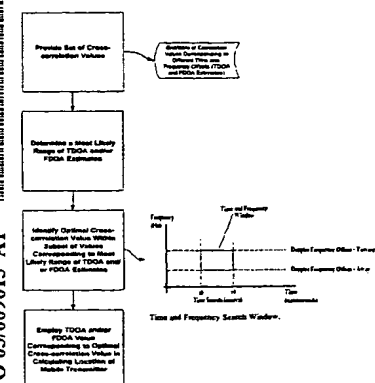 Provide Set of Cross-
correlation Values
Correlation
Values Corresponding to
Different Time and
Frequency Offsets (TDOA
and FDOA Estimates)
Determine a Most Likely
Range of TDOA and/or
FDOA Estimates
Identify Optimal Cross-
correlation Value Within
Subset of Values
Corresponding to Most
Likely Range of TDOA and/
or FDOA Estimates
Time and Frequency
Window
Frequency
Doppler Frequency Offset - Toward
Doppler Frequency Offset - Away
Time Search Interval
Time
Time and Frequency Search Window.
Employ TDOA and/or
FDOA Value
Corresponding to Optimal
Cross-correlation Value in
Calculating Location of
Mobile Transmitter
A1